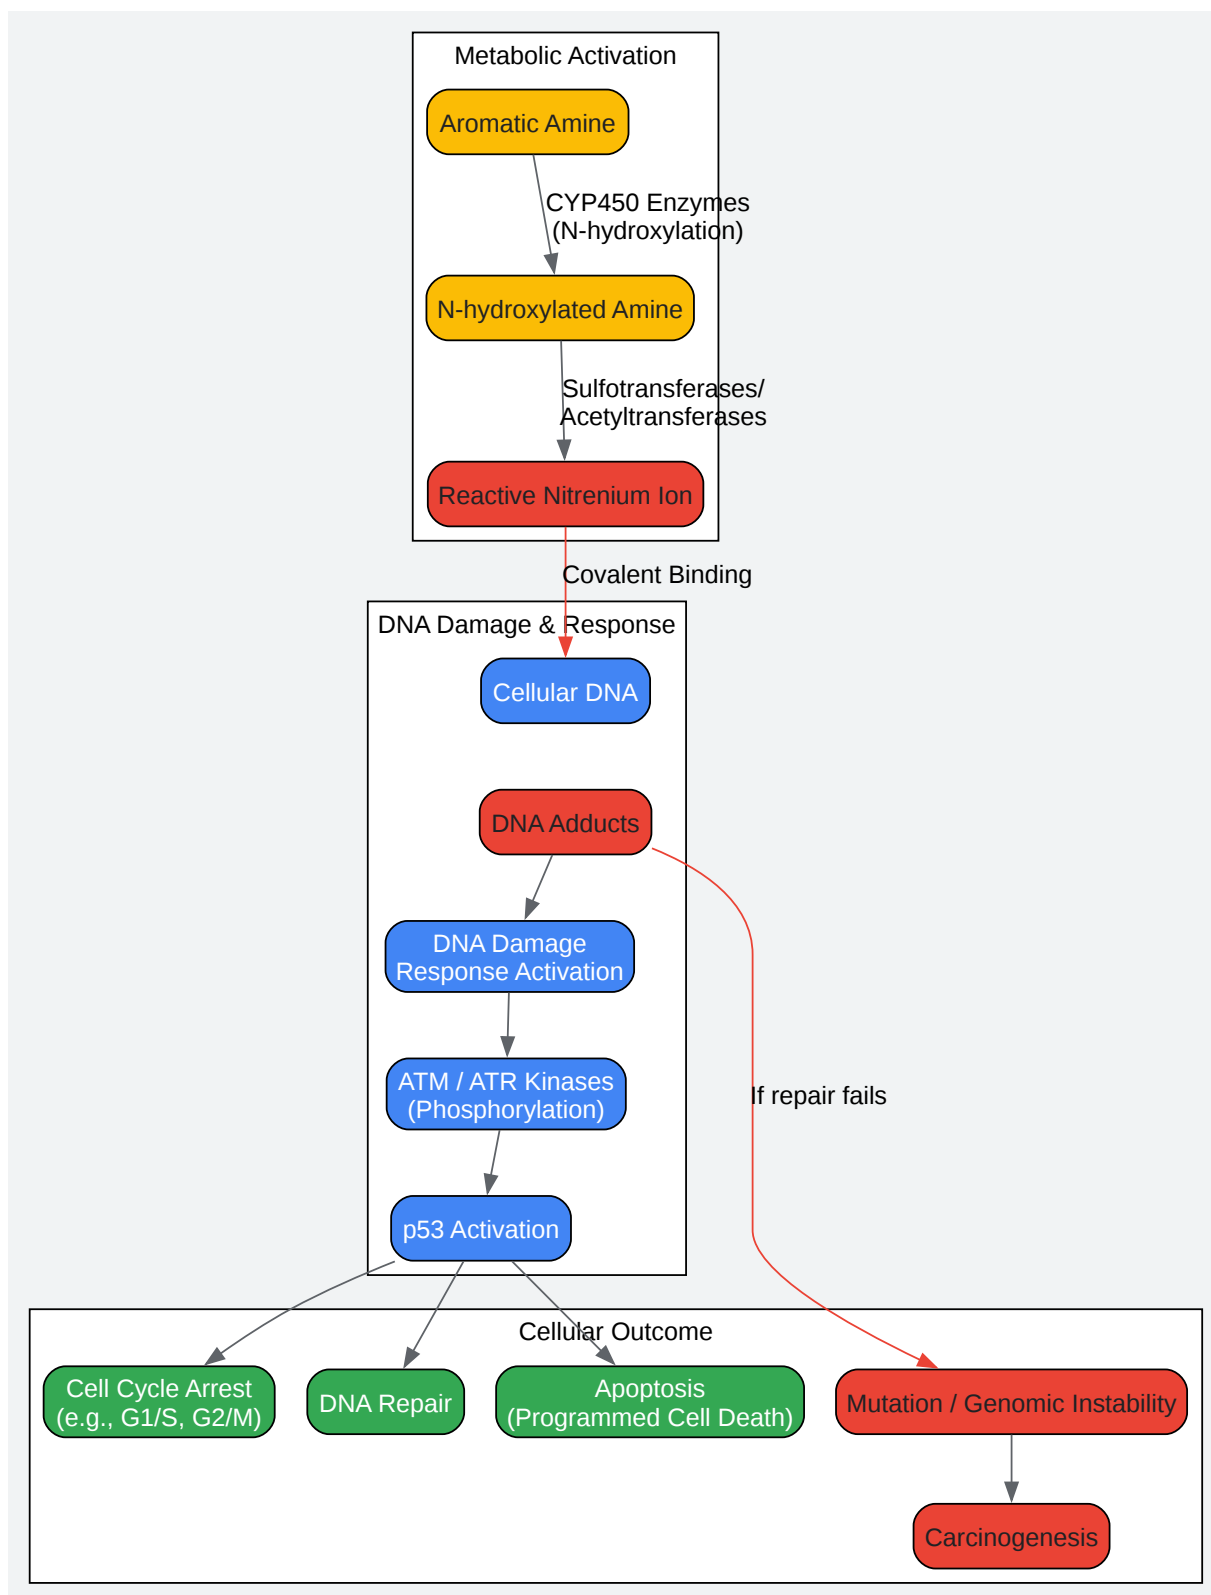 Metabolic Activation
Aromatic Amine
CYP450 Enzymes
(N-hydroxylation)
N-hydroxylated Amine
Sulfotransferases/
Acetyltransferases
Reactive Nitrenium Ion
Covalent Binding
DNA Damage & Response
Cellular DNA
DNA Adducts
DNA Damage
Response Activation
ATM / ATR Kinases
(Phosphorylation)
If repair fails
p53 Activation
Cellular Outcome
Cell Cycle Arrest
(e.g., G1/S, G2/M)
DNA Repair
Apoptosis
(Programmed Cell Death)
Mutation / Genomic Instability
Carcinogenesis